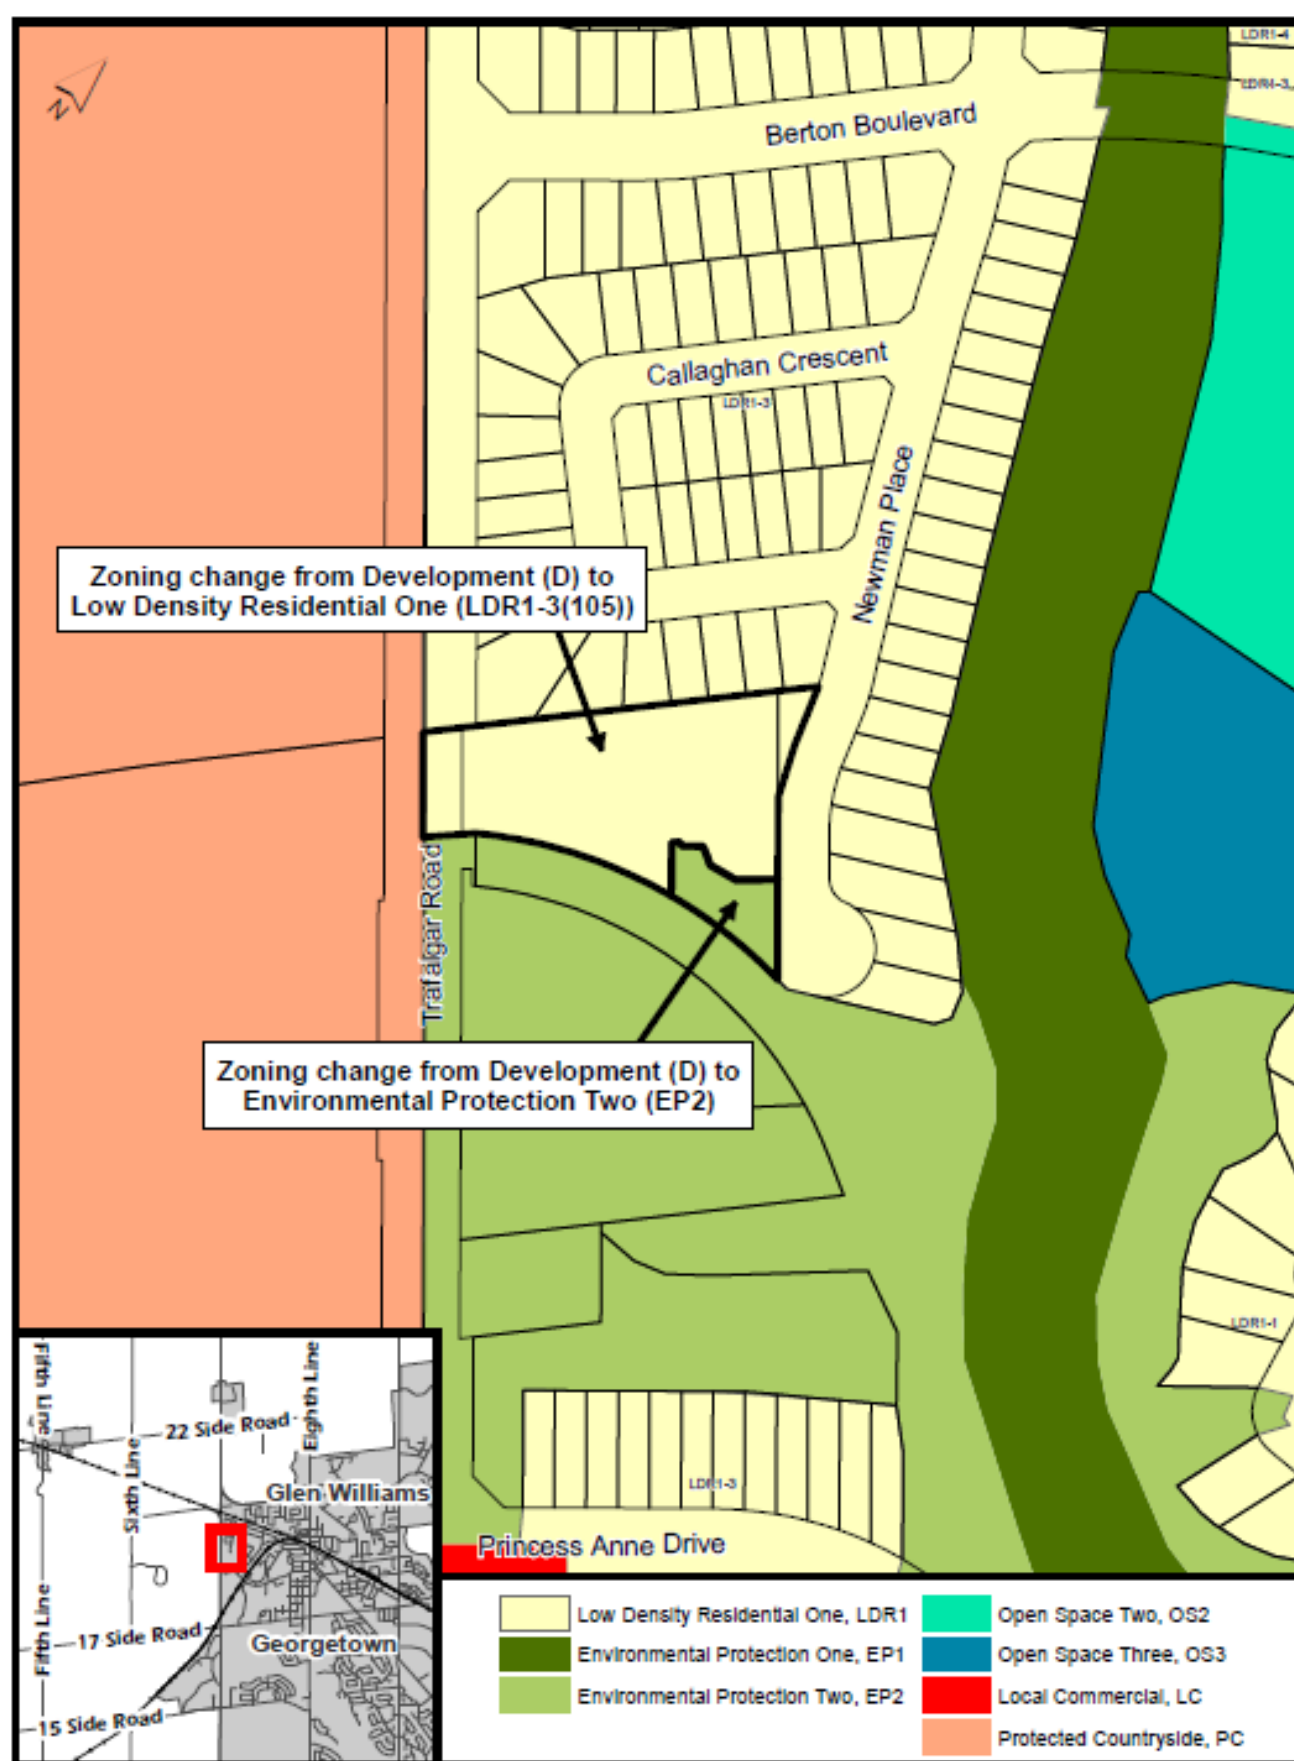 N
LDR1-4
LDR1-3
Berton Boulevard
Callaghan Crescent
LDR1-3
Newman Place
Zoning change from Development (D) to
Low Density Residential One (LDR1-3(105))
Trafalgar Road
Zoning change from Development (D) to
Environmental Protection Two (EP2)
LDR1-1
LDR1-3
Princess Anne Drive
Fifth Line
Eighth Line
22 Side Road
Sixth Line
Glen Williams
Fifth Line
17 Side Road
Georgetown
15 Side Road
Low Density Residential One, LDR1
Environmental Protection One, EP1
Environmental Protection Two, EP2
Open Space Two, OS2
Open Space Three, OS3
Local Commercial, LC
Protected Countryside, PC